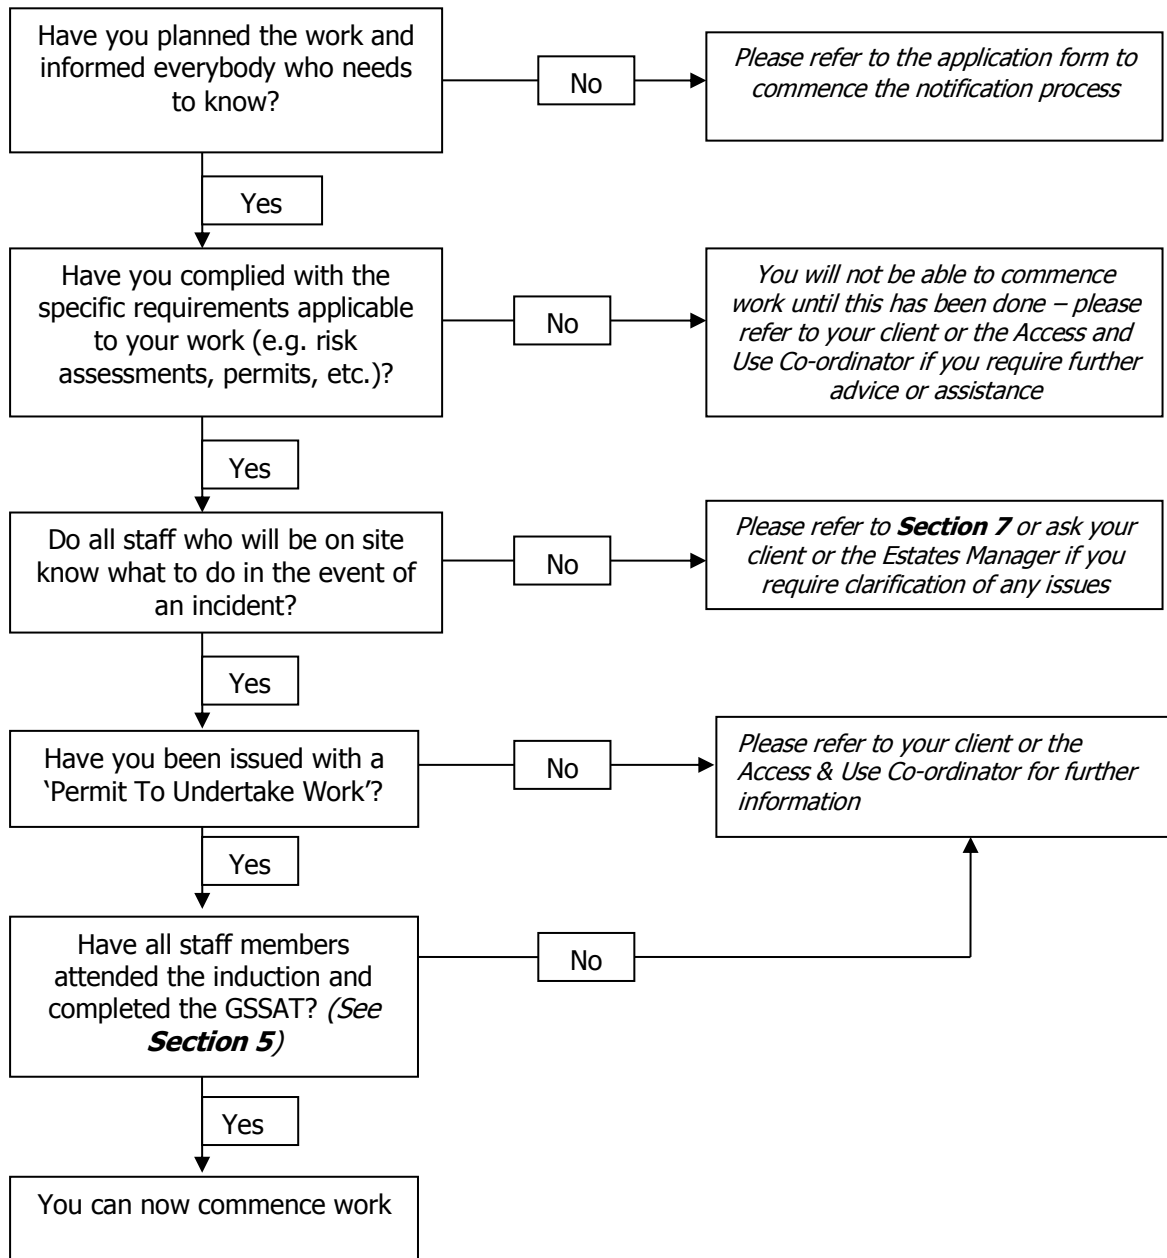 Have you planned the work and
informed everybody who needs
to know?
No
Please refer to the application form to
commence the notification process
Yes
Have you complied with the
specific requirements applicable
to your work (e.g. risk
assessments, permits, etc.)?
No
You will not be able to commence
work until this has been done – please
refer to your client or the Access and
Use Co-ordinator if you require further
advice or assistance
Yes
Do all staff who will be on site
know what to do in the event of
an incident?
No
Please refer to Section 7 or ask your
client or the Estates Manager if you
require clarification of any issues
Yes
Have you been issued with a
‘Permit To Undertake Work’?
No
Please refer to your client or the
Access & Use Co-ordinator for further
information
Yes
Have all staff members
attended the induction and
completed the GSSAT? (See
Section 5)
No
Yes
You can now commence work